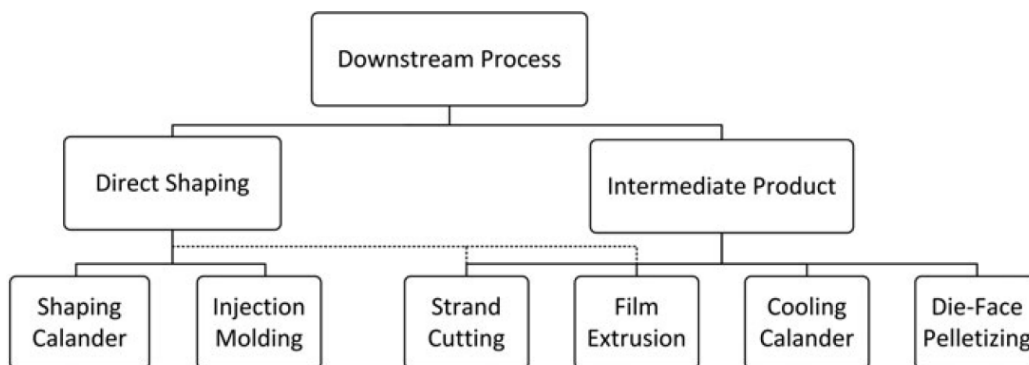 Downstream Process
Direct Shaping
Intermediate Product
Shaping
Calander
Injection
Molding
Strand
Cutting
Film
Extrusion
Cooling
Calander
Die-Face
Pelletizing